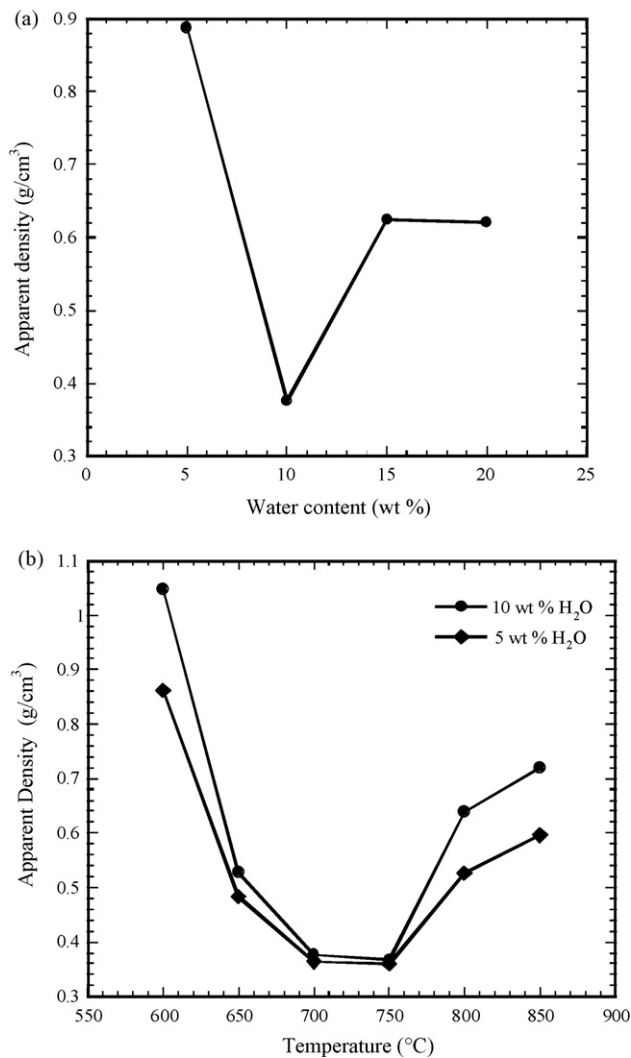 (a)
0.9
0.8
0.7
0.6
0.5
0.4
0.3
Apparent density (g/cm³)
0 5 10 15 20 25
Water content (wt %)
(b)
1.1
1
0.9
0.8
0.7
0.6
0.5
0.4
0.3
Apparent Density (g/cm³)
10 wt % H₂O
5 wt % H₂O
550 600 650 700 750 800 850 900
Temperature (°C)